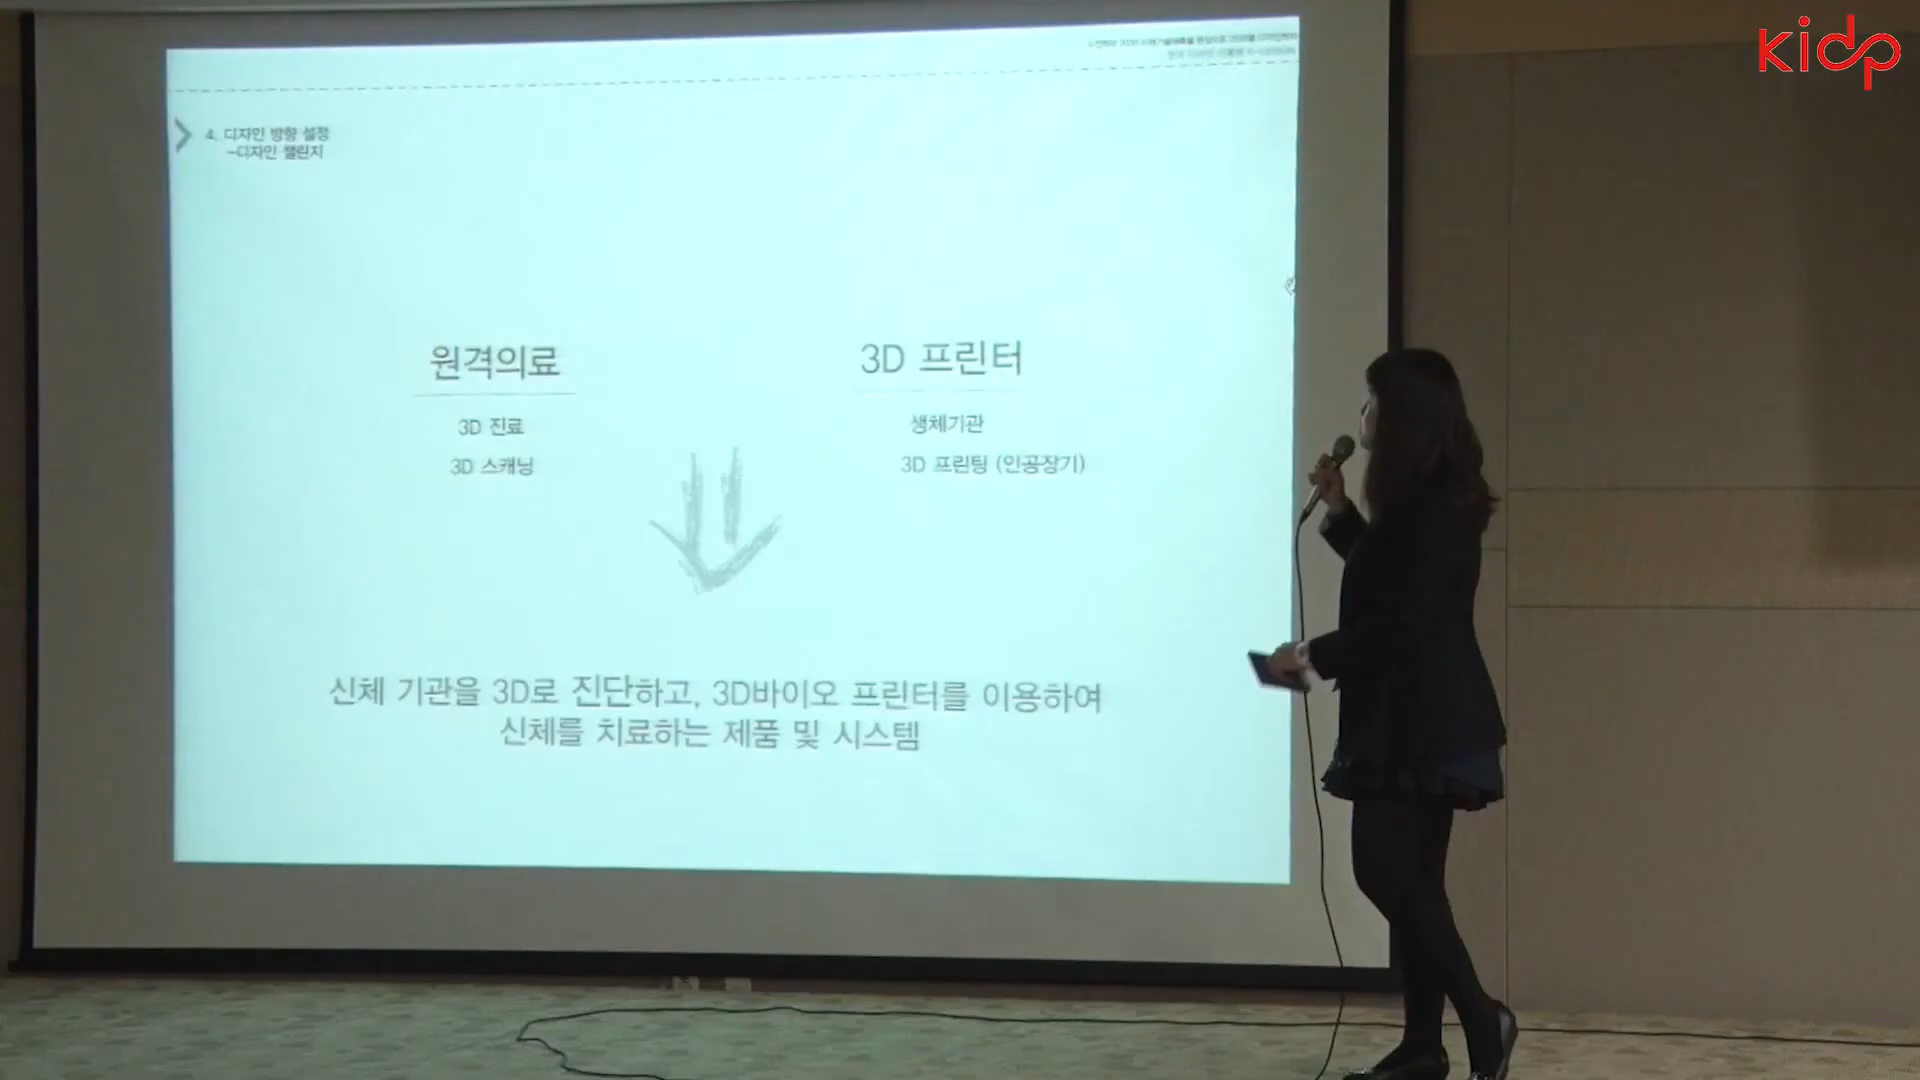 kidp
4. 디자인 방향 설정
-디자인 챌린지
원격의료
3D 진료
3D 스캐닝
3D 프린터
생체기관
3D 프린팅 (인공장기)
신체 기관을 3D로 진단하고, 3D바이오 프린터를 이용하여
신체를 치료하는 제품 및 시스템